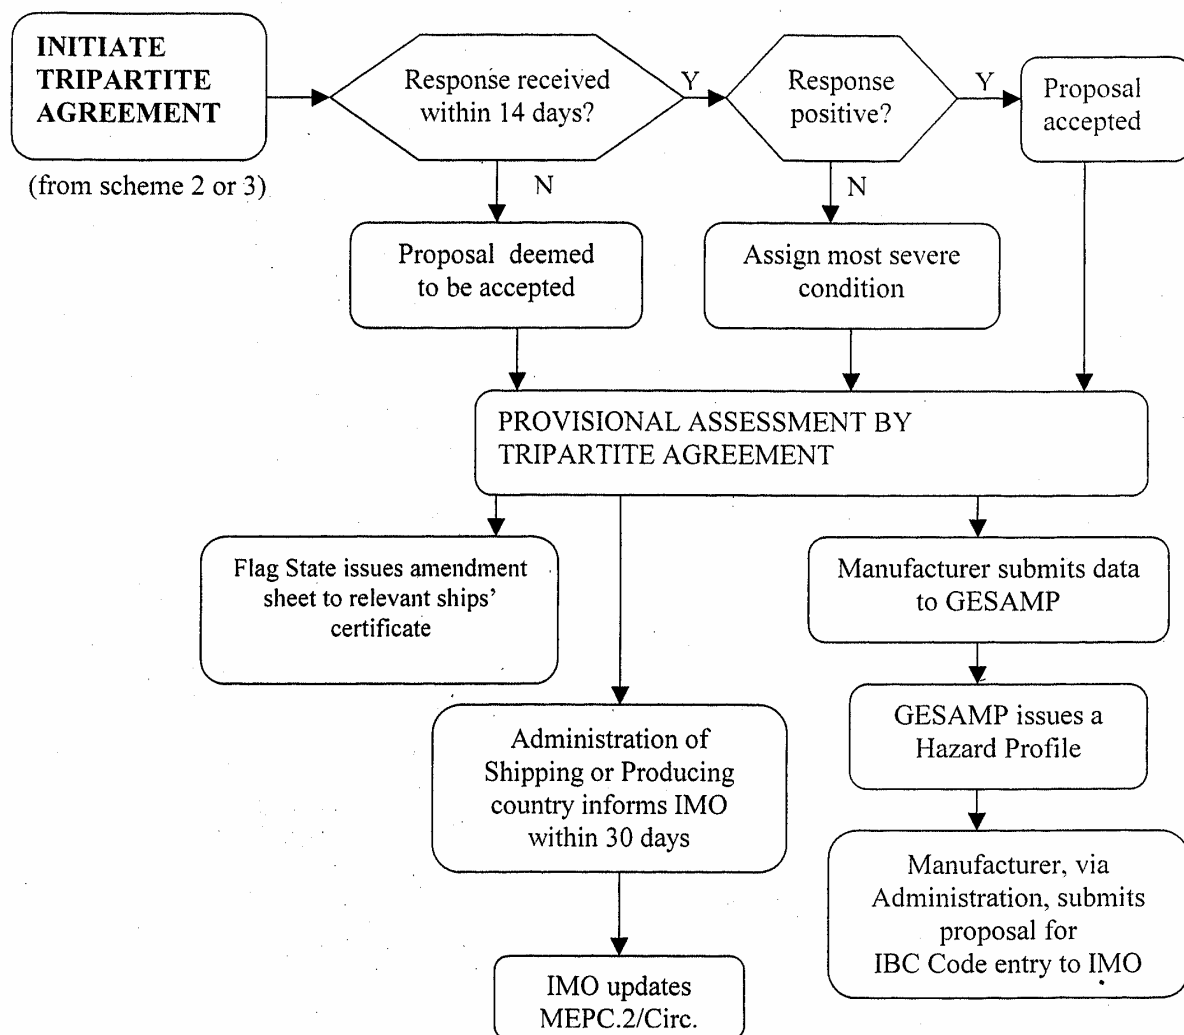 INITIATE
TRIPARTITE
AGREEMENT
(from scheme 2 or 3)
Response received
within 14 days?
Y
Response
positive?
Y
Proposal
accepted
N
N
Proposal deemed
to be accepted
Assign most severe
condition
PROVISIONAL ASSESSMENT BY
TRIPARTITE AGREEMENT
Flag State issues amendment
sheet to relevant ships'
certificate
Manufacturer submits data
to GESAMP
Administration of
Shipping or Producing
country informs IMO
within 30 days
GESAMP issues a
Hazard Profile
Manufacturer, via
Administration, submits
proposal for
IBC Code entry to IMO
IMO updates
MEPC.2/Circ.